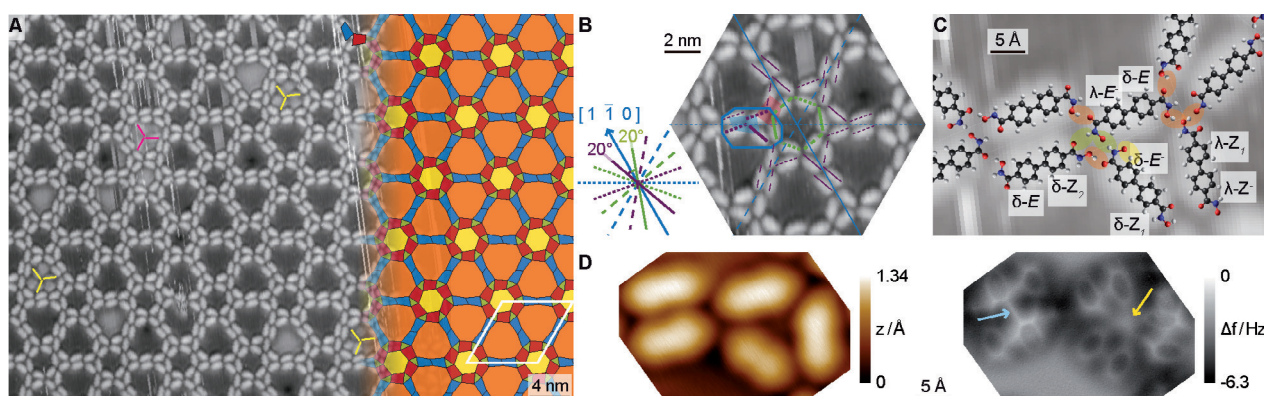 A
4 nm
B
2 nm
[1 1̄ 0]
20°
20°
C
5 Å
δ-E
λ-E⁻
λ-Z1
δ-E⁻
λ-Z⁻
δ-Z2
δ-E
δ-Z1
D
1.34
z/Å
0
5 Å
0
Δf/Hz
-6.3